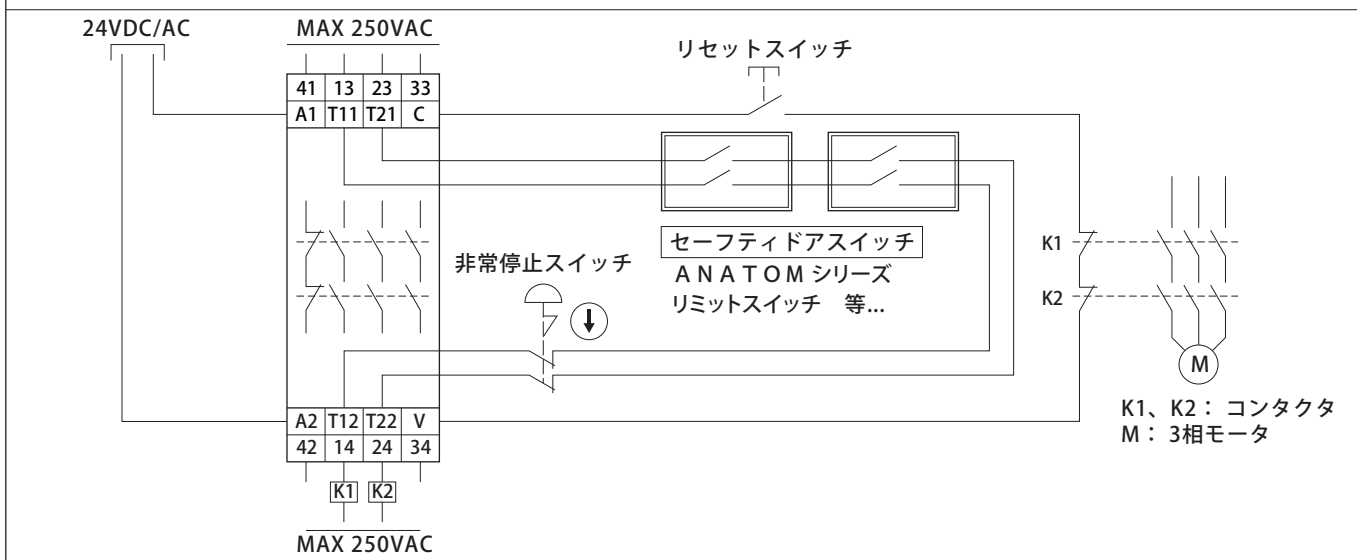 24VDC/AC
MAX 250VAC
リセットスイッチ
41 13 23 33
A1 T11 T21 C
セーフティドアスイッチ
ANATOMシリーズ
リミットスイッチ 等...
非常停止スイッチ
K1
K2
M
A2 T12 T22 V
42 14 24 34
K1、K2: コンタクタ
M: 3相モータ
K1 K2
MAX 250VAC